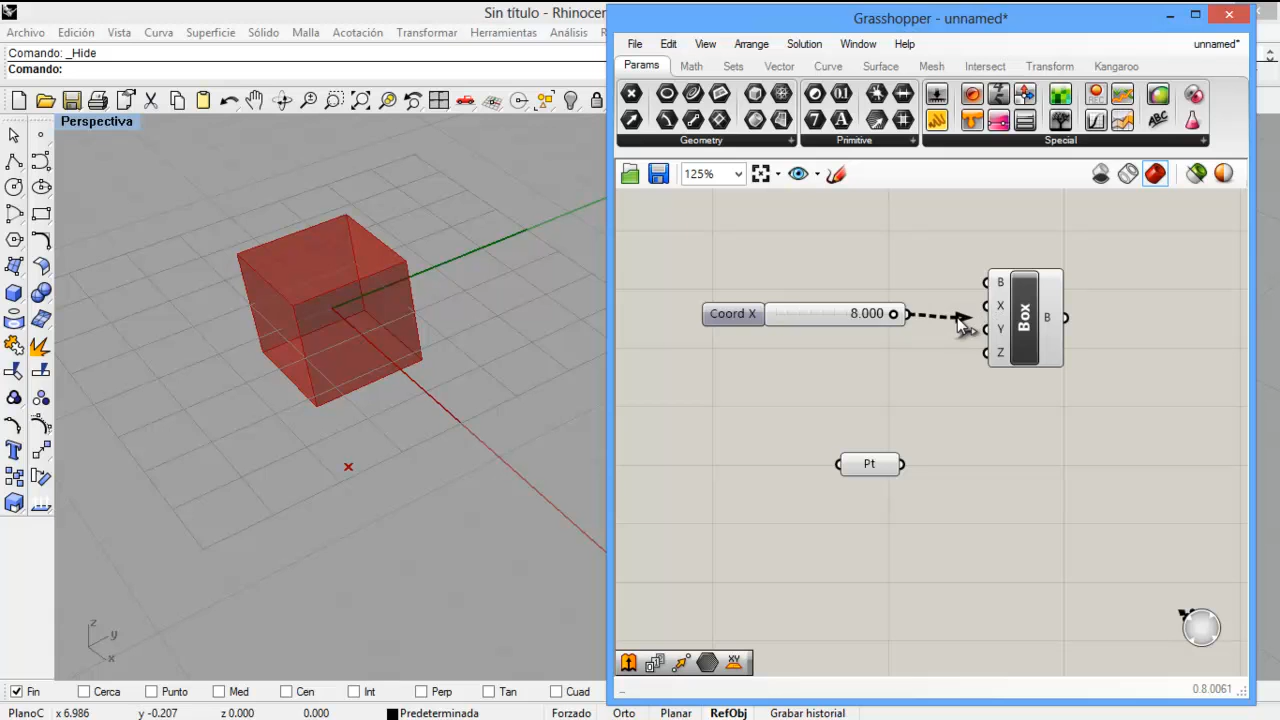 Sin título - Rhinocer
Archivo Edición Vista Curva Superficie Sólido Malla Acotación Transformar Herramientas Análisis
Comando: _Hide
Comando:
Perspectiva
z
y
x
Fin Cerca Punto Med Cen Int Perp Tan Cuad
PlanoC x 6.986 y -0.207 z 0.000 0.000 Predeterminada Forzado Orto Planar RefObj Grabar historial
Grasshopper - unnamed*
File Edit View Arrange Solution Window Help unnamed*
Params Math Sets Vector Curve Surface Mesh Intersect Transform Kangaroo
Geometry Primitive Special
125%
Coord X 8.000
B
X
Y
Z
Box
B
Pt
0.8.0061